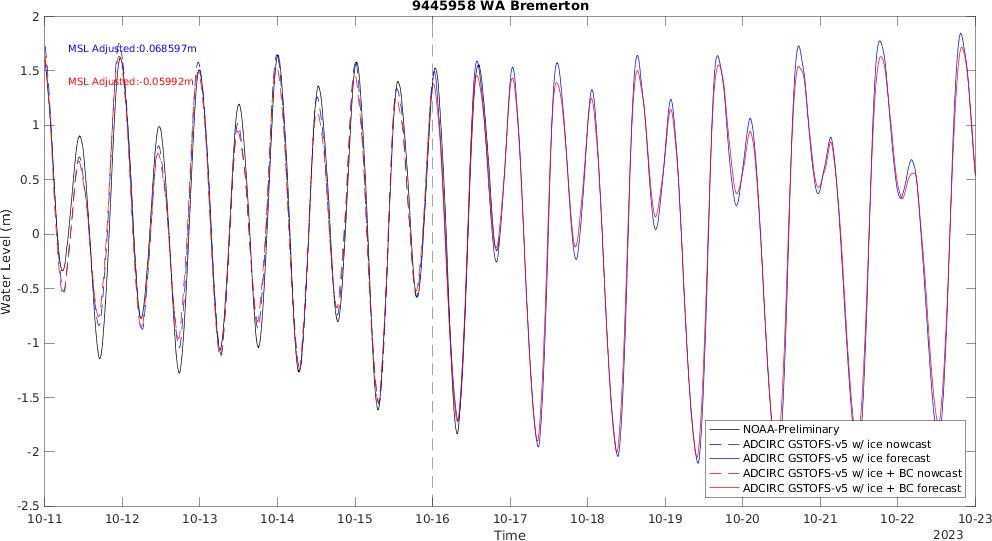 9445958 WA Bremerton
MSL Adjusted:0.068597m
MSL Adjusted:-0.05992m
Water Level (m)
2
1.5
1
0.5
0
-0.5
-1
-1.5
-2
-2.5
NOAA-Preliminary
ADCIRC GSTOFS-v5 w/ ice nowcast
ADCIRC GSTOFS-v5 w/ ice forecast
ADCIRC GSTOFS-v5 w/ ice + BC nowcast
ADCIRC GSTOFS-v5 w/ ice + BC forecast
10-11 10-12 10-13 10-14 10-15 10-16 10-17 10-18 10-19 10-20 10-21 10-22 10-23
Time
2023